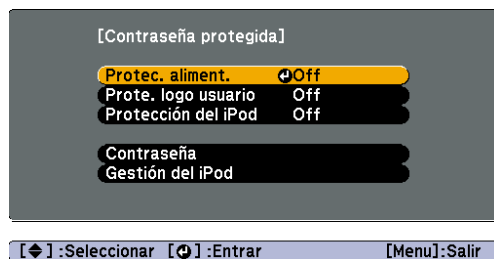 [Contraseña protegida]
Protec. aliment. Off
Prote. logo usuario Off
Protección del iPod Off
Contraseña
Gestión del iPod
[◆] :Seleccionar [⏎] :Entrar [Menu]:Salir